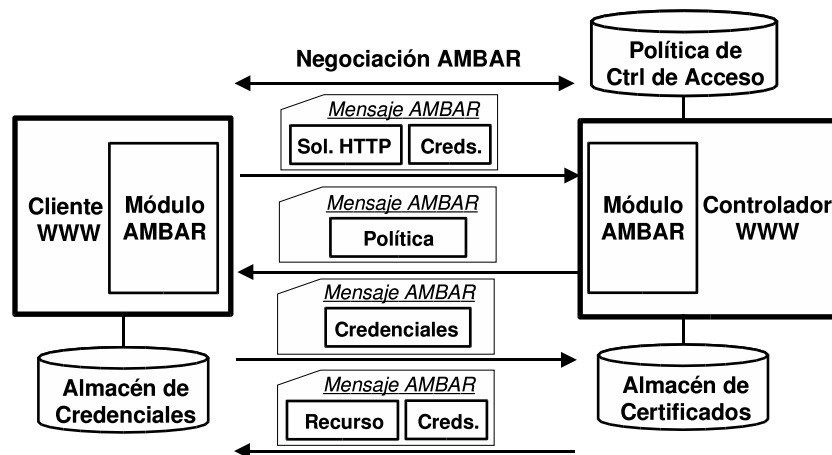 Política de
Ctrl de Acceso
Negociación AMBAR
Mensaje AMBAR
Sol. HTTP
Creds.
Cliente
WWW
Módulo
AMBAR
Mensaje AMBAR
Política
Módulo
AMBAR
Controlador
WWW
Mensaje AMBAR
Credenciales
Almacén de
Credenciales
Mensaje AMBAR
Recurso
Creds.
Almacén de
Certificados